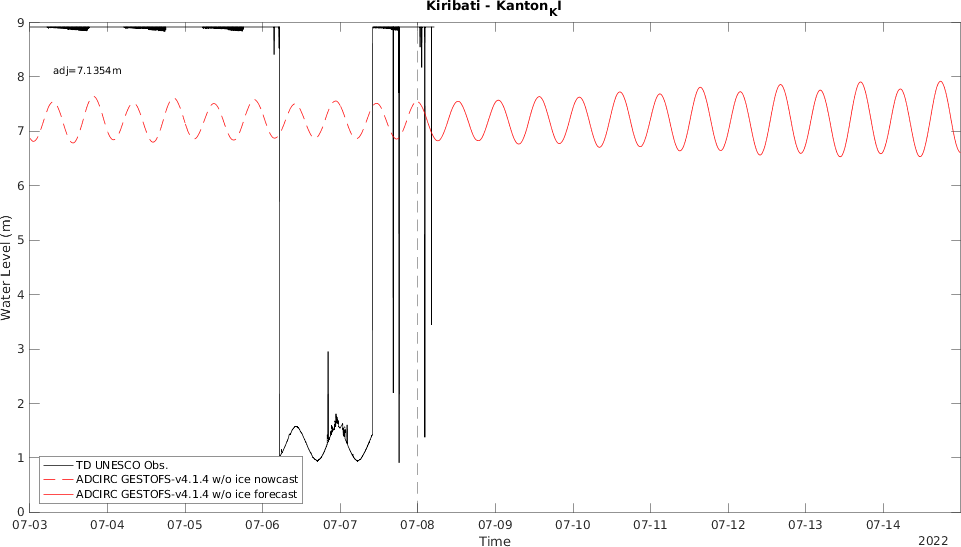 Kiribati - Kanton_KI
9
8
7
6
5
4
3
2
1
0
Water Level (m)
adj=7.1354m
TD UNESCO Obs.
ADCIRC GESTOFS-v4.1.4 w/o ice nowcast
ADCIRC GESTOFS-v4.1.4 w/o ice forecast
07-03 07-04 07-05 07-06 07-07 07-08 07-09 07-10 07-11 07-12 07-13 07-14
Time
2022